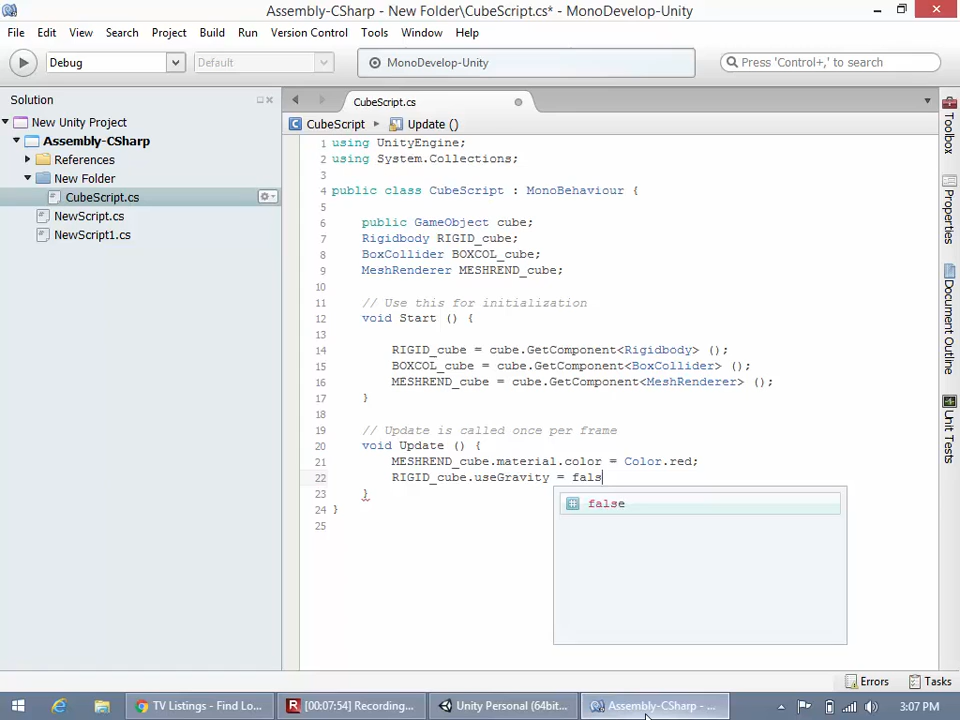 Assembly-CSharp - New Folder\CubeScript.cs* - MonoDevelop-Unity
File Edit View Search Project Build Run Version Control Tools Window Help
Debug Default MonoDevelop-Unity Press 'Control+,' to search
Solution
CubeScript.cs
New Unity Project
CubeScript Update ()
Assembly-CSharp
References
New Folder
CubeScript.cs
NewScript.cs
NewScript1.cs
1 using UnityEngine;
2 using System.Collections;
3
4 public class CubeScript : MonoBehaviour {
5
6 public GameObject cube;
7 Rigidbody RIGID_cube;
8 BoxCollider BOXCOL_cube;
9 MeshRenderer MESHREND_cube;
10
11 // Use this for initialization
12 void Start () {
13
14 RIGID_cube = cube.GetComponent<Rigidbody> ();
15 BOXCOL_cube = cube.GetComponent<BoxCollider> ();
16 MESHREND_cube = cube.GetComponent<MeshRenderer> ();
17 }
18
19 // Update is called once per frame
20 void Update () {
21 MESHREND_cube.material.color = Color.red;
22 RIGID_cube.useGravity = fals
23 }
24 }
25
false
Toolbox
Properties
Document Outline
Unit Tests
Errors Tasks
TV Listings - Find Lo... [00:07:54] Recording... Unity Personal (64bit... Assembly-CSharp - ... 3:07 PM